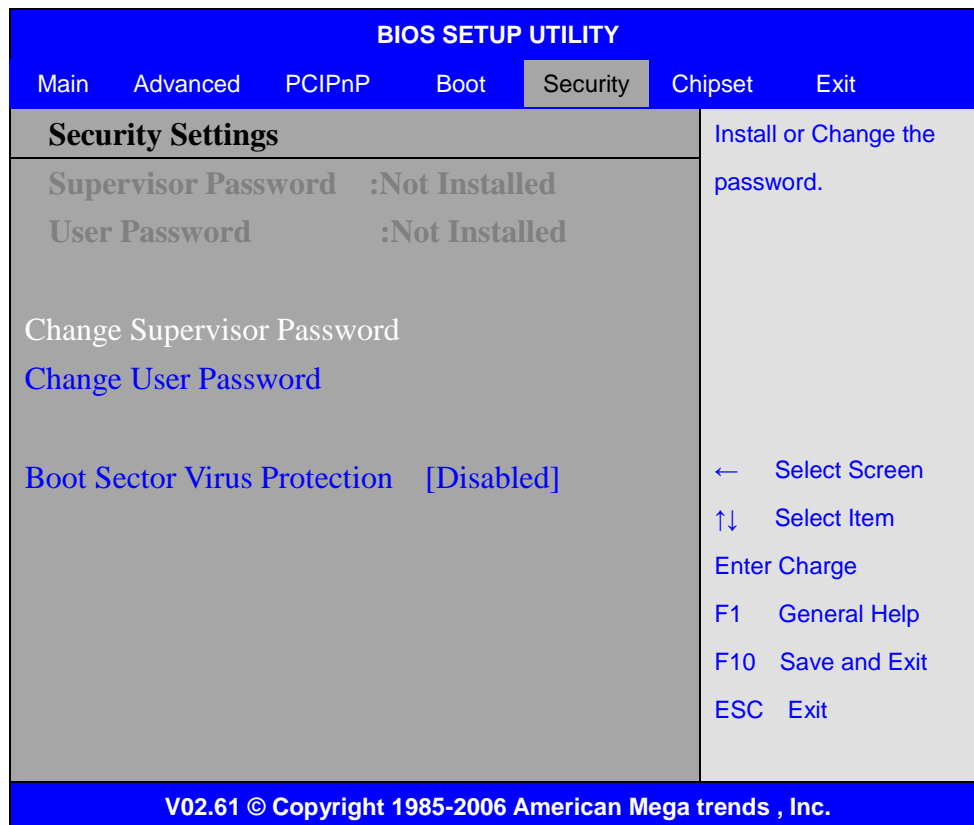 BIOS SETUP UTILITY
Main Advanced PCIPnP Boot Security Chipset Exit
Security Settings
Supervisor Password :Not Installed
User Password :Not Installed
Change Supervisor Password
Change User Password
Boot Sector Virus Protection [Disabled]
Install or Change the
password.
← Select Screen
↑↓ Select Item
Enter Charge
F1 General Help
F10 Save and Exit
ESC Exit
V02.61 © Copyright 1985-2006 American Mega trends , Inc.